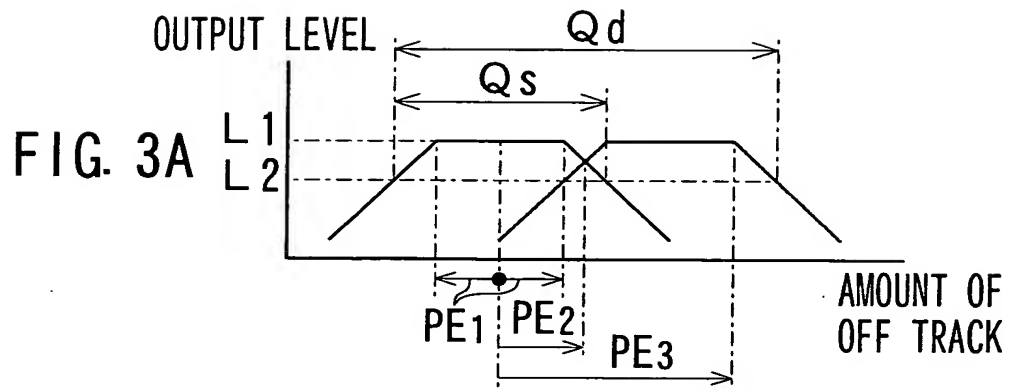 OUTPUT LEVEL
Qd
Qs
FIG. 3A
L1
L2
PE1
PE2
PE3
AMOUNT OF
OFF TRACK